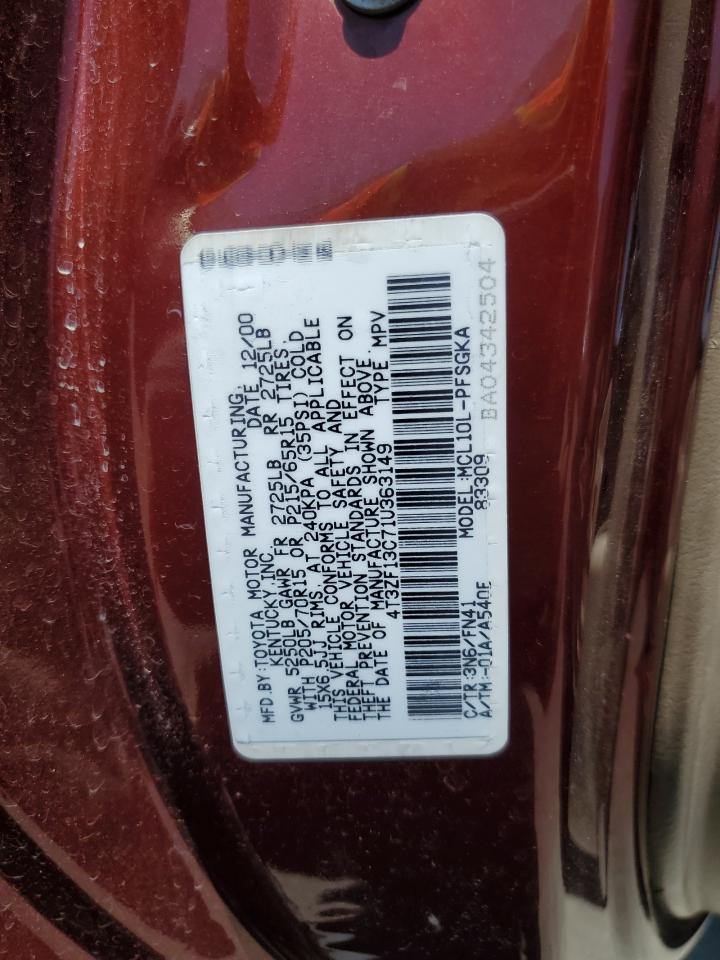 MFD.BY:TOYOTA MOTOR MANUFACTURING,
KENTUCKY,INC. DATE 12/00
GVWR 5250LB GAWR FR 2725LB RR 2725LB
WITH P205/70R15 OR P215/65R15 TIRES,
15X6.5JJ RIMS, AT 240KPA (35PSI) COLD
THIS VEHICLE CONFORMS TO ALL APPLICABLE
FEDERAL MOTOR VEHICLE SAFETY AND
THEFT PREVENTION STANDARDS IN EFFECT ON
THE DATE OF MANUFACTURE SHOWN ABOVE.
4T3ZF13C71U363149 TYPE MPV
C/TR:3N6/FN41 MODEL:MCL10L-PFSGKA
A/TM:-01A/A540E 83309
BA04342504